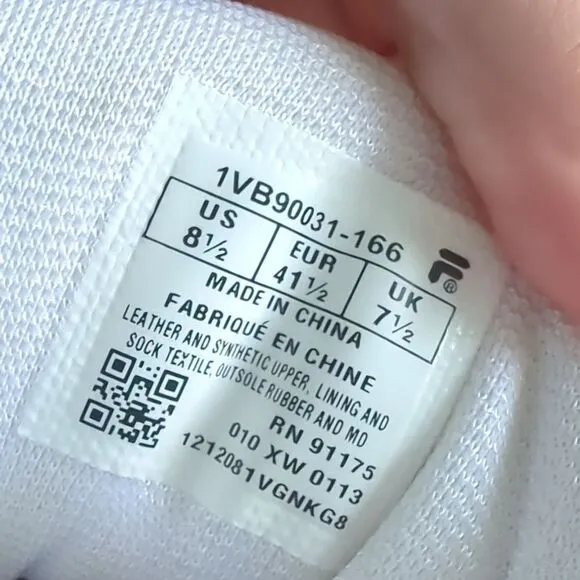 1VB90031-166
US EUR UK
8½ 41½ 7½
MADE IN CHINA
FABRIQUÉ EN CHINE
LEATHER AND SYNTHETIC UPPER, LINING AND
SOCK TEXTILE, OUTSOLE RUBBER AND MD
RN 91175
010 XW 0113
1212081VGNKG8